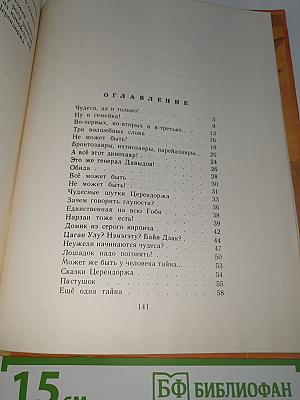 ОГЛАВЛЕНИЕ
Чудеса, да и только! . . . 3
Ну и семейка! . . . 9
Во-первых, во-вторых и в-третьих... 13
Три волшебных слова . . . 16
Не может быть! . . . 18
Бронтозавры, ихтиозавры, парейазавры... 20
А всё этот динозавр! . . . 24
Это же генерал Давыдов! . . . 26
Обида . . . 28
Всё может быть . . . 30
Не может быть! . . . 31
Чудесные шутки Церендоржа . . . 33
Зачем говорить глупости? . . . 38
Единственная на всю Гоби . . . 39
Нарзан тоже есть! . . . 42
Домик из серого кирпича . . . 44
Цаган Улу? Нэмэгэту? Байн Дзак? . . . 47
Неужели начинаются чудеса? . . . 50
Лошадок надо погонять! . . . 53
Может же быть у человека тайна... 54
Сказки Церендоржа . . . 55
Пастушок . . . 58
Ещё одна тайна
141
15 см
БФ БИБЛИОФАН